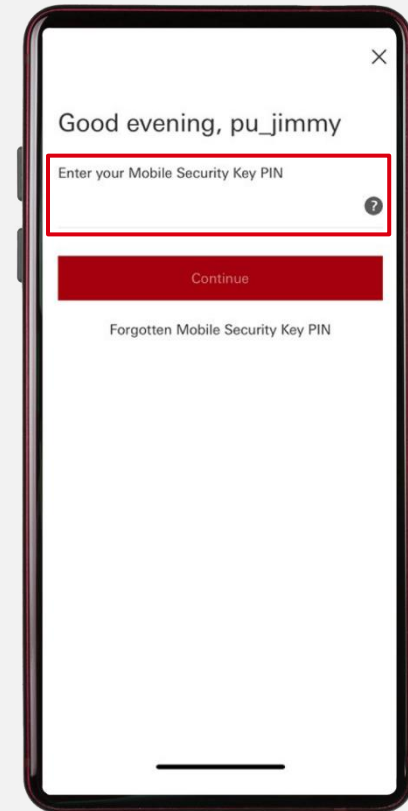 Good evening, pu_jimmy
Enter your Mobile Security Key PIN
?
Continue
Forgotten Mobile Security Key PIN